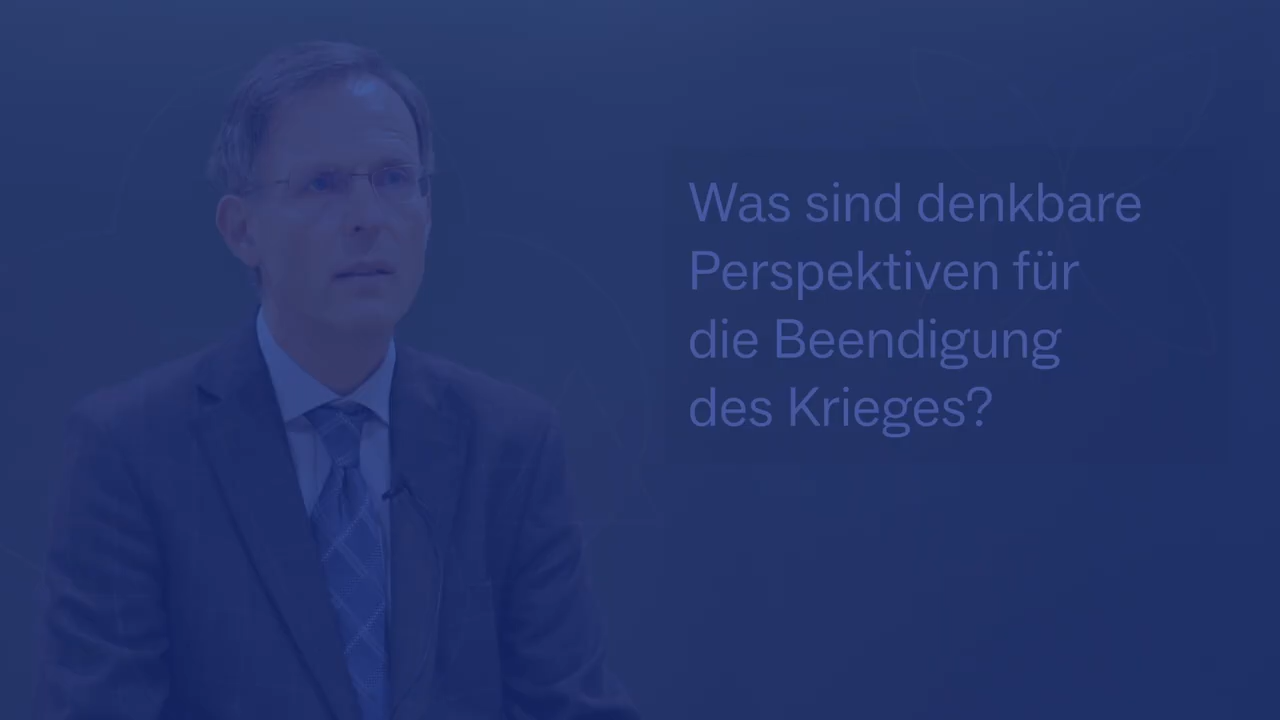 Was sind denkbare
Perspektiven für
die Beendigung
des Krieges?